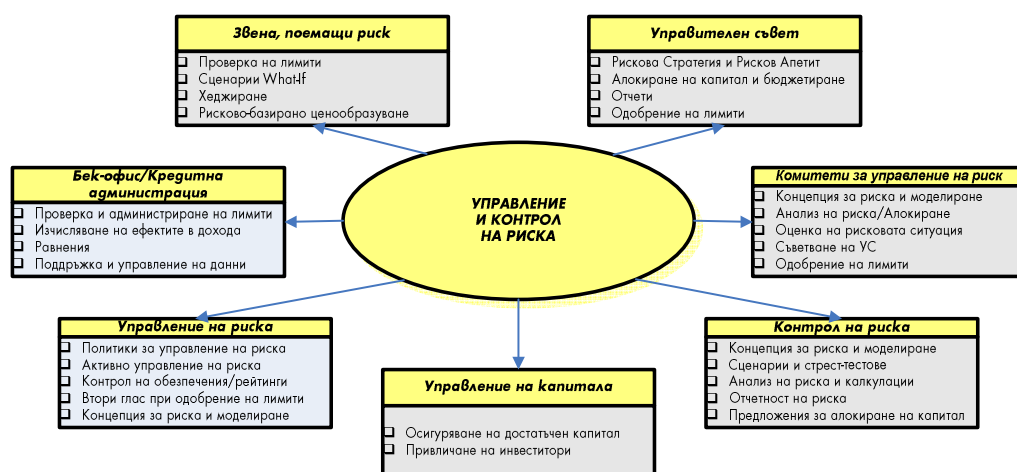 Звена, поемащи риск
❑ Проверка на лимити
❑ Сценарии What-If
❑ Хеджиране
❑ Рисково-базирано ценообразуване
Управителен съвет
❑ Рискова Стратегия и Рисков Апетит
❑ Алокиране на капитал и бюджетиране
❑ Отчети
❑ Одобрение на лимити
Бек-офис/Кредитна
администрация
❑ Проверка и администриране на лимити
❑ Изчисляване на ефектите в дохода
❑ Равнения
❑ Поддръжка и управление на данни
УПРАВЛЕНИЕ
И КОНТРОЛ
НА РИСКА
Комитети за управление на риск
❑ Концепция за риска и моделиране
❑ Анализ на риска/Алокиране
❑ Оценка на рисковата ситуация
❑ Съветване на УС
❑ Одобрение на лимити
Управление на риска
❑ Политики за управление на риска
❑ Активно управление на риска
❑ Контрол на обезпечения/рейтинги
❑ Втори глас при одобрение на лимити
❑ Концепция за риска и моделиране
Управление на капитала
❑ Осигуряване на достатъчен капитал
❑ Привличане на инвеститори
Контрол на риска
❑ Концепция за риска и моделиране
❑ Сценарии и стрест-тестове
❑ Анализ на риска и калкулации
❑ Отчетност на риска
❑ Предложения за алокиране на капитал